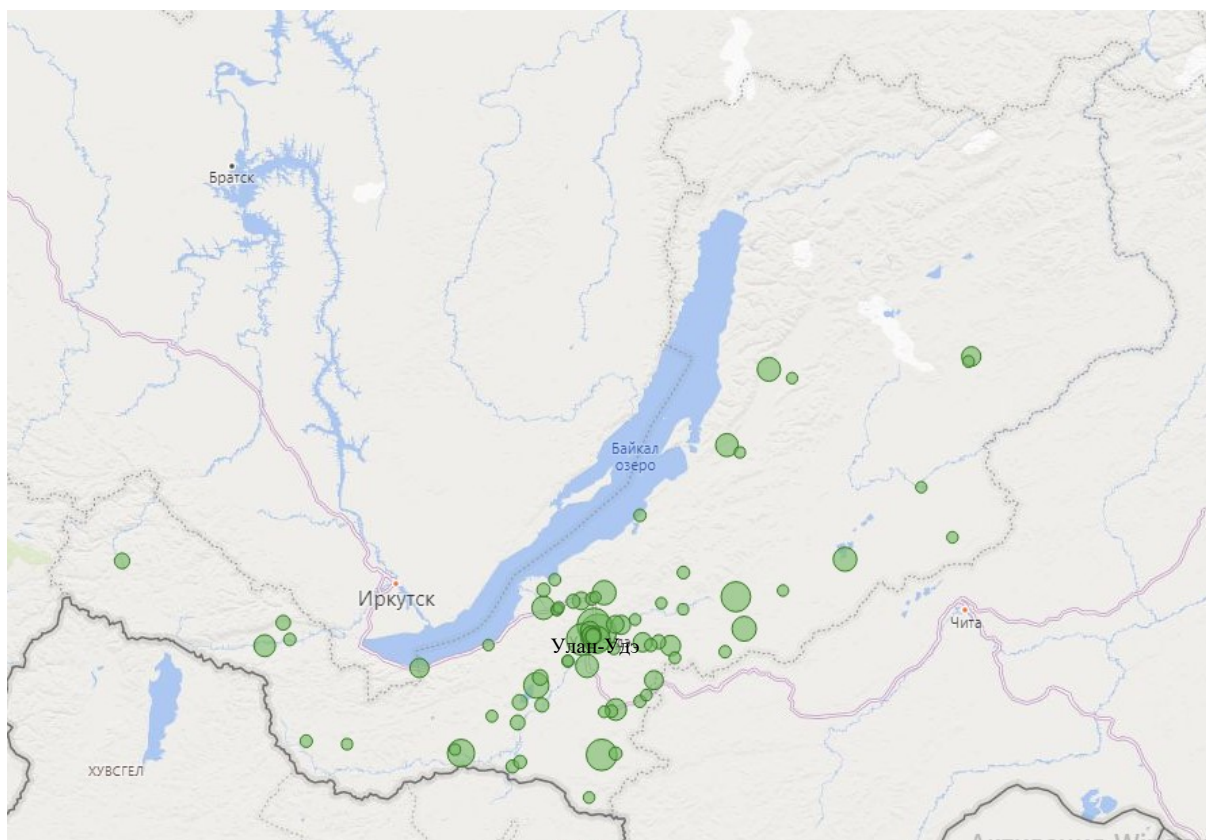 Братск
Байкал
озеро
Иркутск
Чита
Улан-Удэ
ХУВСГЕЛ